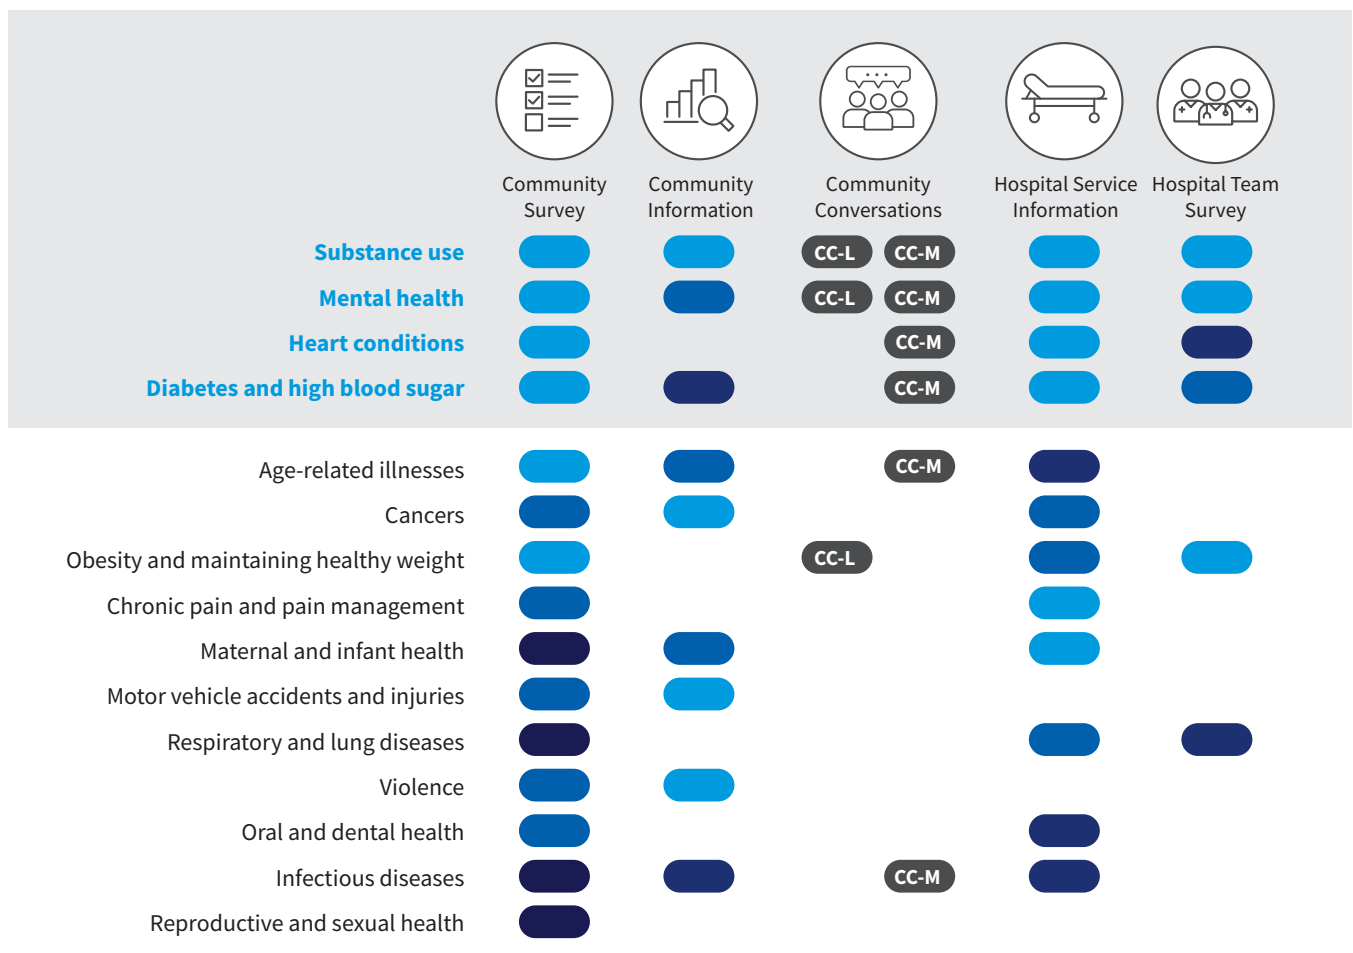 Community
Survey
Community
Information
Community
Conversations
Hospital Service
Information
Hospital Team
Survey
Substance use CC-L CC-M
Mental health CC-L CC-M
Heart conditions CC-M
Diabetes and high blood sugar CC-M
Age-related illnesses CC-M
Cancers
Obesity and maintaining healthy weight CC-L
Chronic pain and pain management
Maternal and infant health
Motor vehicle accidents and injuries
Respiratory and lung diseases
Violence
Oral and dental health
Infectious diseases CC-M
Reproductive and sexual health